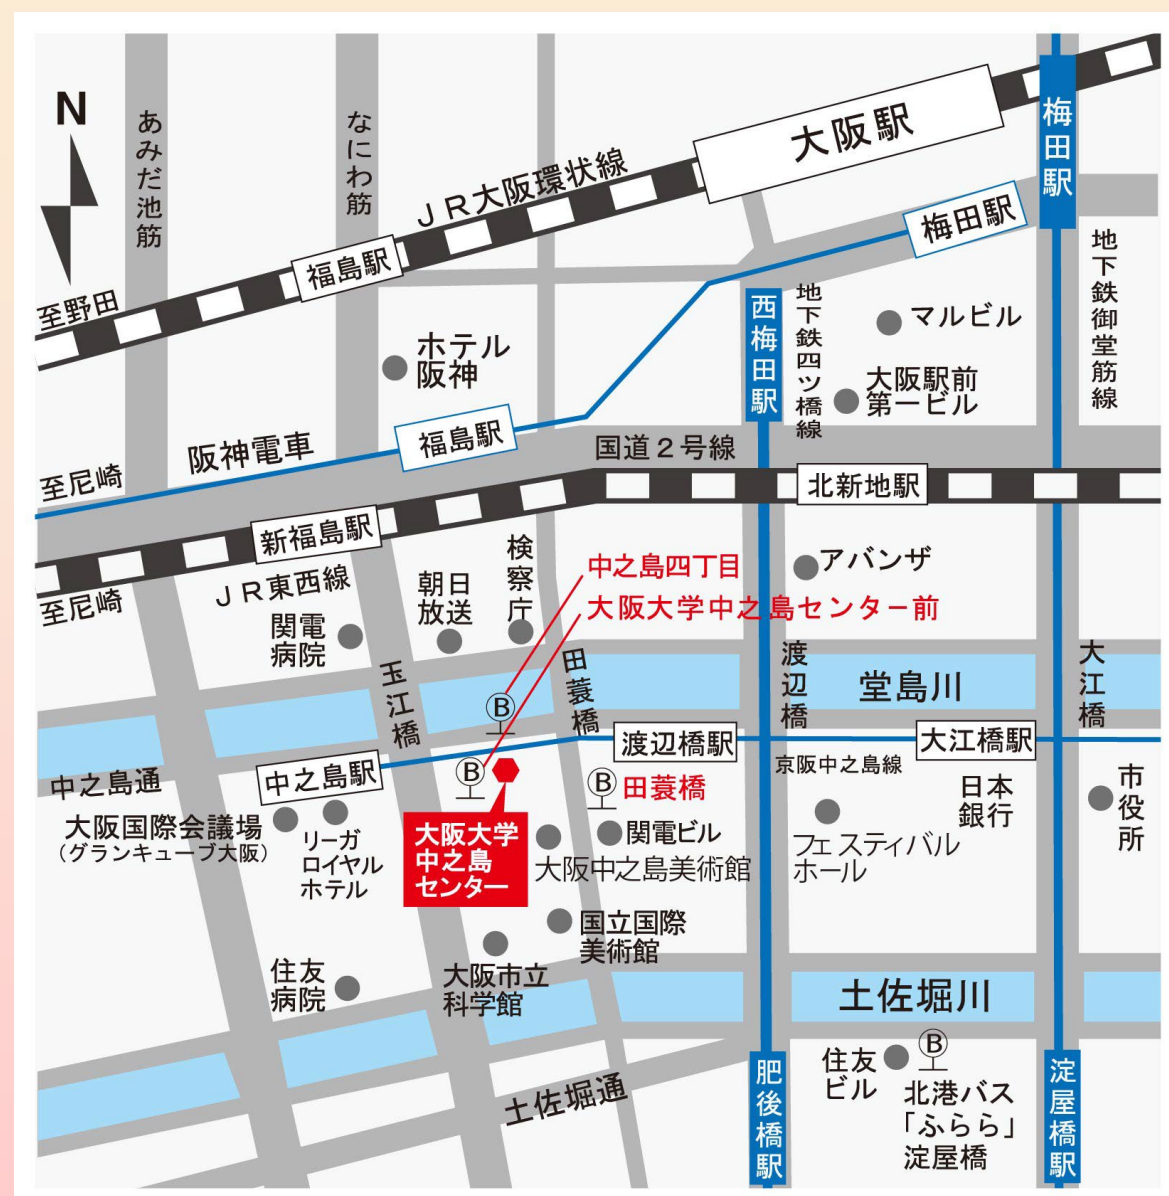 N
あみだ池筋
なにわ筋
JR大阪環状線
大阪駅
梅田駅
梅田駅
福島駅
至野田
地下鉄御堂筋線
西梅田駅
地下鉄四ツ橋線
マルビル
ホテル
阪神
大阪駅前
第一ビル
福島駅
阪神電車
国道2号線
至尼崎
北新地駅
新福島駅
JR東西線
至尼崎
検察庁
中之島四丁目
アバンザ
朝日
放送
大阪大学中之島センター前
関電
病院
玉江橋
田蓑橋
渡辺橋
堂島川
大江橋
B
中之島駅
渡辺橋駅
大江橋駅
中之島通
B
B
田蓑橋
京阪中之島線
日本
銀行
市役所
大阪国際会議場
(グランキューブ大阪)
リーガ
ロイヤル
ホテル
大阪大学
中之島
センター
関電ビル
大阪中之島美術館
フェスティバル
ホール
国立国際
美術館
大阪市立
科学館
住友
病院
土佐堀川
土佐堀通
肥後橋駅
住友
ビル
B
北港バス
「ふらら」
淀屋橋
淀屋橋駅